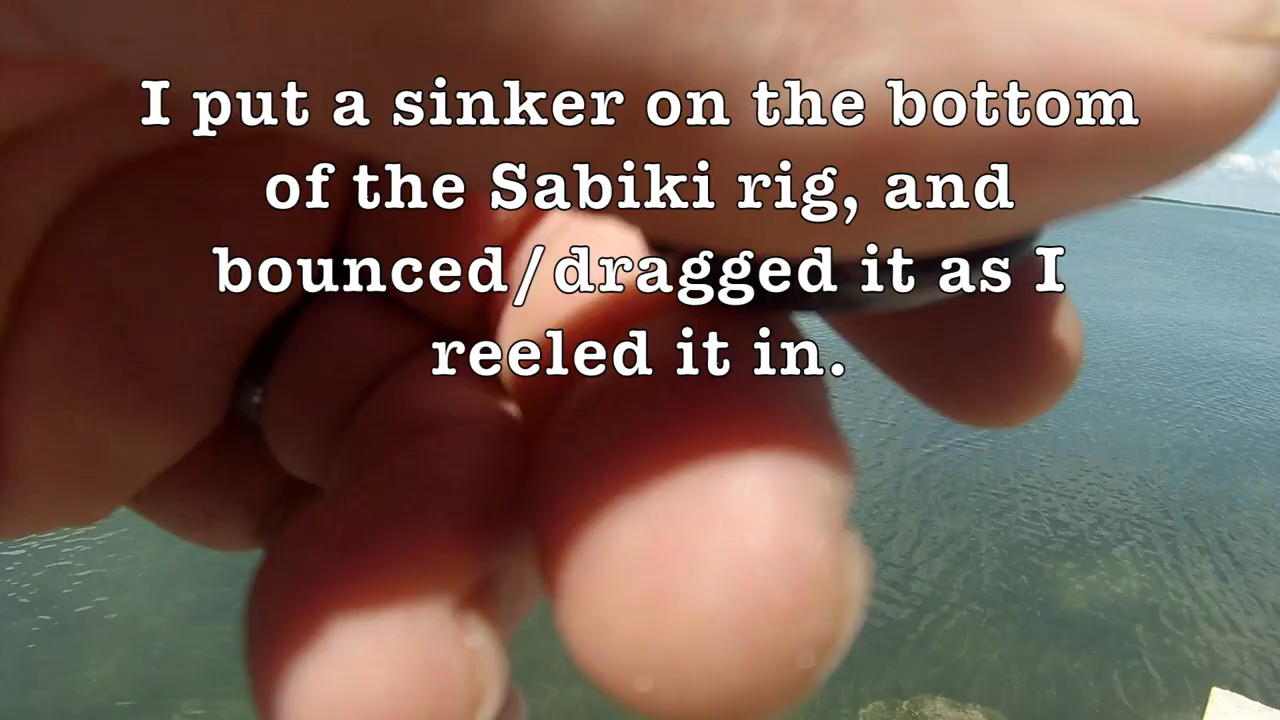 I put a sinker on the bottom
of the Sabiki rig, and
bounced/dragged it as I
reeled it in.